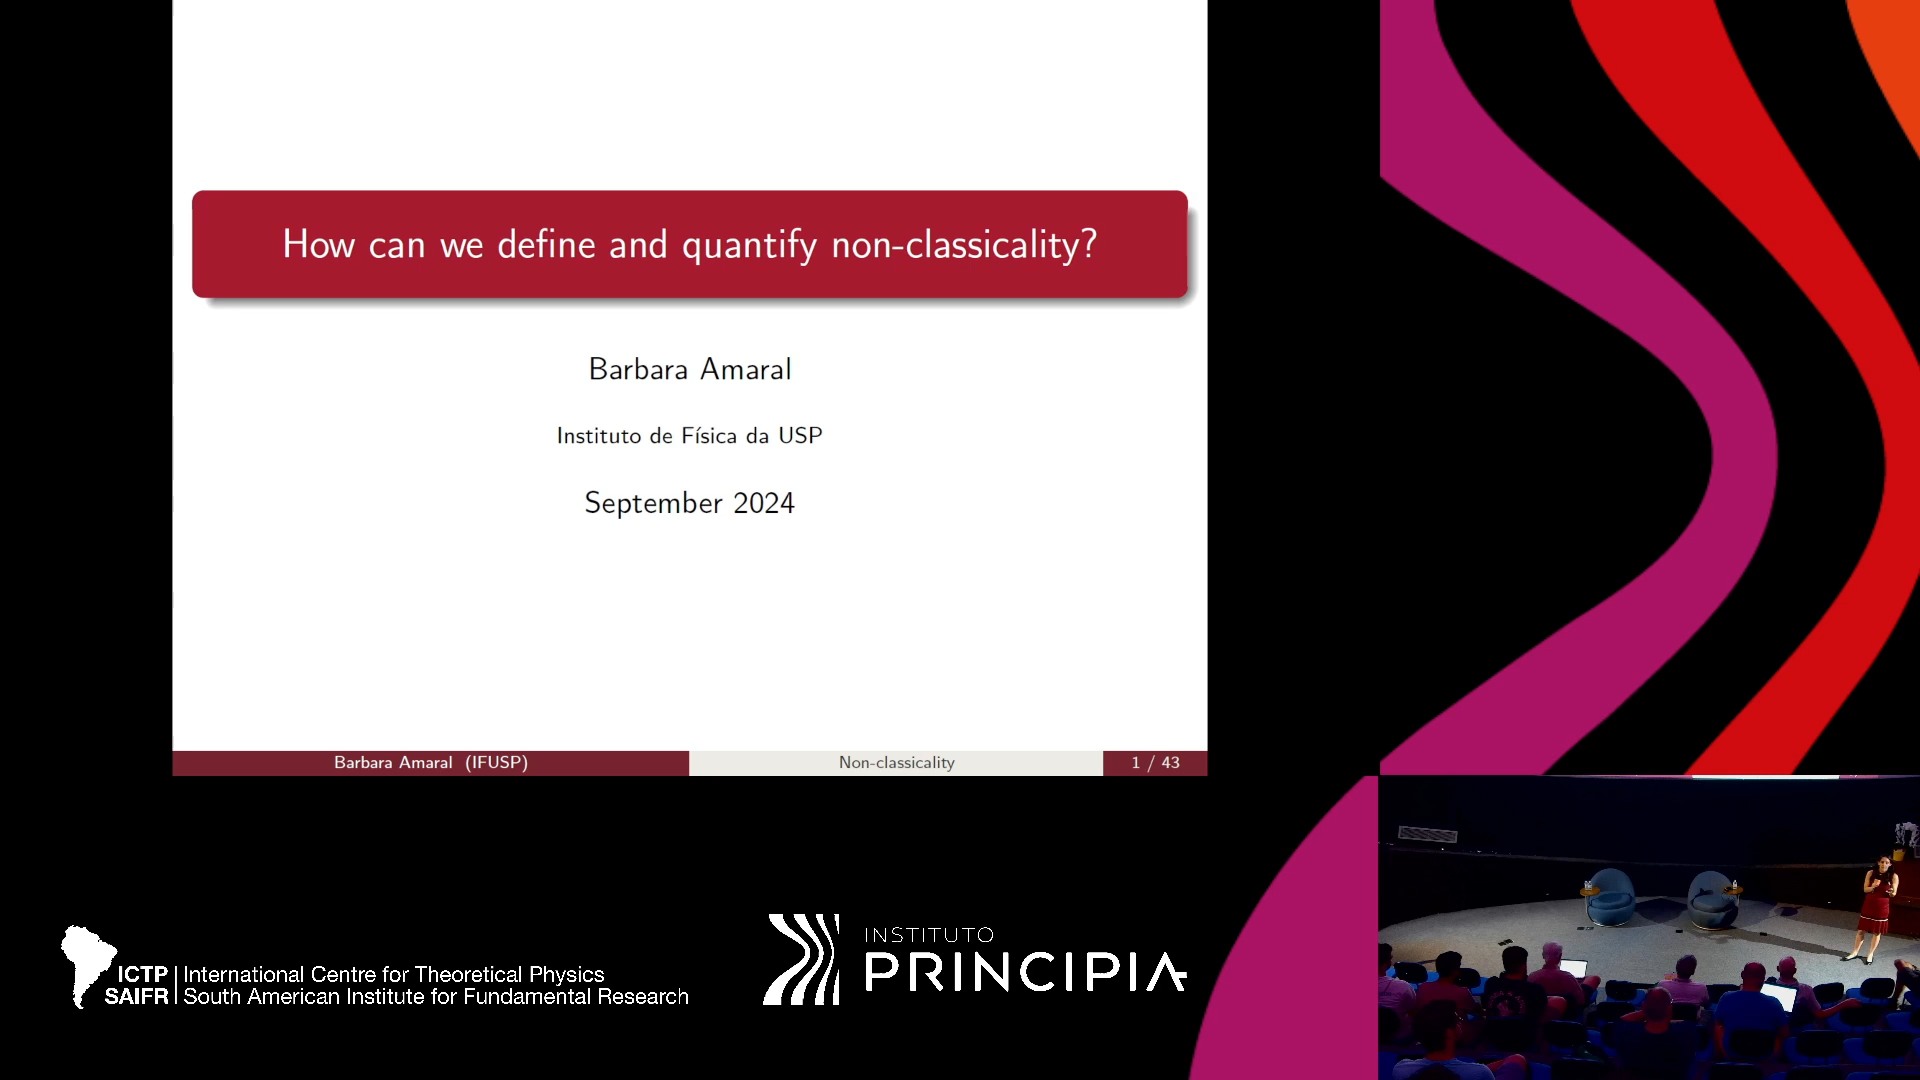 How can we define and quantify non-classicality?
Barbara Amaral
Instituto de Física da USP
September 2024
Barbara Amaral (IFUSP)
Non-classicality
1 / 43
ICTP SAIFR
International Centre for Theoretical Physics
South American Institute for Fundamental Research
INSTITUTO
PRINCIPIA